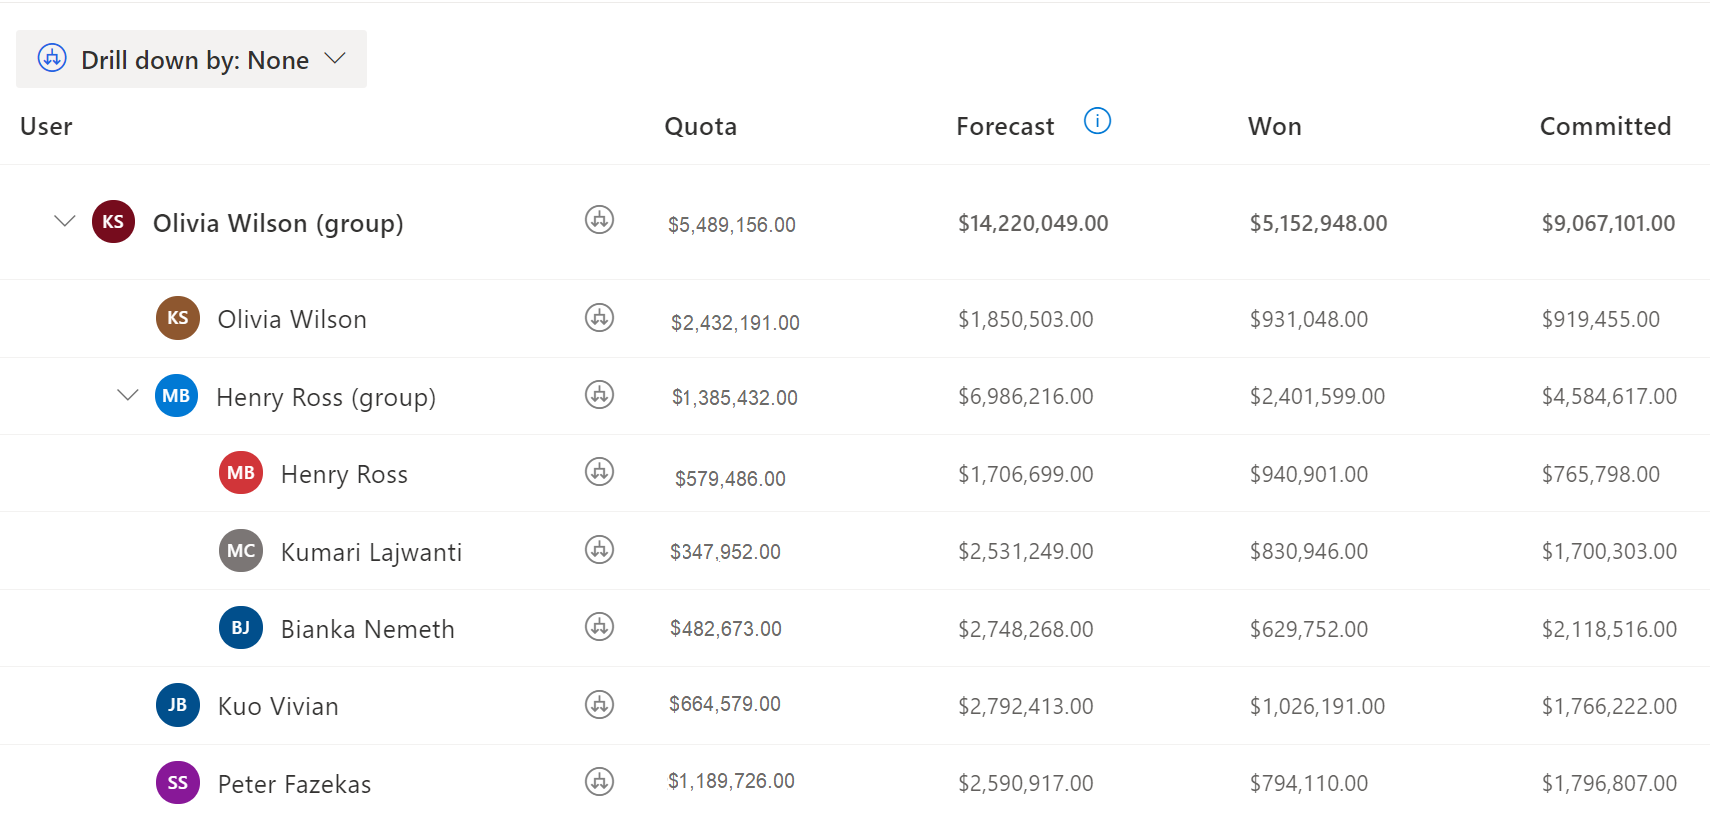 Drill down by: None
User Quota Forecast Won Committed
KS Olivia Wilson (group) $5,489,156.00 $14,220,049.00 $5,152,948.00 $9,067,101.00
KS Olivia Wilson $2,432,191.00 $1,850,503.00 $931,048.00 $919,455.00
MB Henry Ross (group) $1,385,432.00 $6,986,216.00 $2,401,599.00 $4,584,617.00
MB Henry Ross $579,486.00 $1,706,699.00 $940,901.00 $765,798.00
MC Kumari Lajwanti $347,952.00 $2,531,249.00 $830,946.00 $1,700,303.00
BJ Bianka Nemeth $482,673.00 $2,748,268.00 $629,752.00 $2,118,516.00
JB Kuo Vivian $664,579.00 $2,792,413.00 $1,026,191.00 $1,766,222.00
SS Peter Fazekas $1,189,726.00 $2,590,917.00 $794,110.00 $1,796,807.00